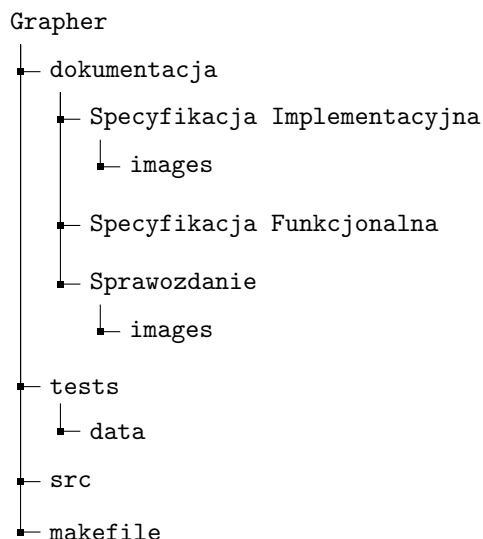 Grapher
dokumentacja
Specyfikacja Implementacyjna
images
Specyfikacja Funkcjonalna
Sprawozdanie
images
tests
data
src
makefile